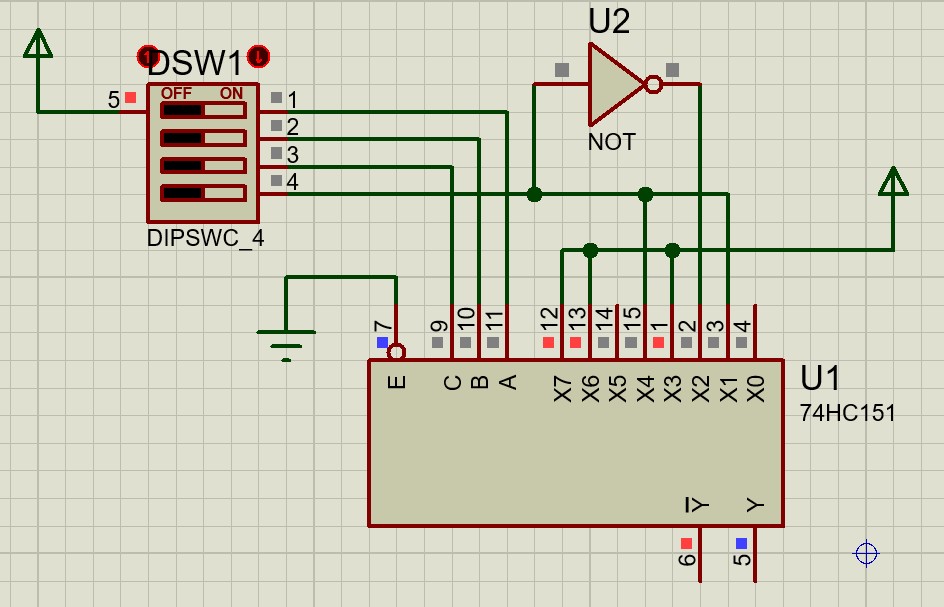 U2
DSW1
OFF ON
5
1
2
3
4
NOT
DIPSWC_4
7
9
10
11
12
13
14
15
1
2
3
4
E
C
B
A
X7
X6
X5
X4
X3
X2
X1
X0
U1
74HC151
Y
Y
6
5